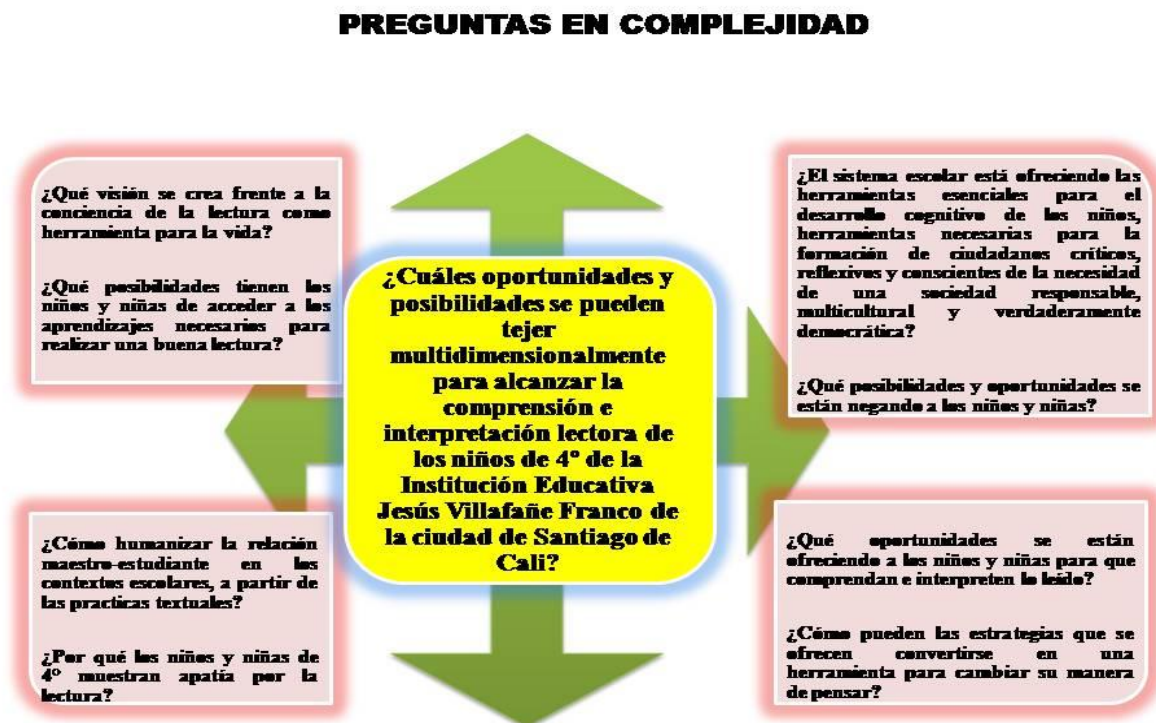 PREGUNTAS EN COMPLEJIDAD
¿Qué visión se crea frente a la
conciencia de la lectura como
herramienta para la vida?
¿Qué posibilidades tienen los
niños y niñas de acceder a los
aprendizajes necesarios para
realizar una buena lectura?
¿El sistema escolar está ofreciendo las
herramientas esenciales para el
desarrollo cognitivo de los niños,
herramientas necesarias para la
formación de ciudadanos críticos,
reflexivos y conscientes de la necesidad
de una sociedad responsable,
multicultural y verdaderamente
democrática?
¿Qué posibilidades y oportunidades se
están negando a los niños y niñas?
¿Cuáles oportunidades y
posibilidades se pueden
tejer
multidimensionalmente
para alcanzar la
comprensión e
interpretación lectora de
los niños de 4º de la
Institución Educativa
Jesús Villafañe Franco de
la ciudad de Santiago de
Cali?
¿Cómo humanizar la relación
maestro-estudiante en los
contextos escolares, a partir de
las practicas textuales?
¿Por qué los niños y niñas de
4º muestran apatía por la
lectura?
¿Qué oportunidades se están
ofreciendo a los niños y niñas para que
comprendan e interpreten lo leído?
¿Cómo pueden las estrategias que se
ofrecen convertirse en una
herramienta para cambiar su manera
de pensar?